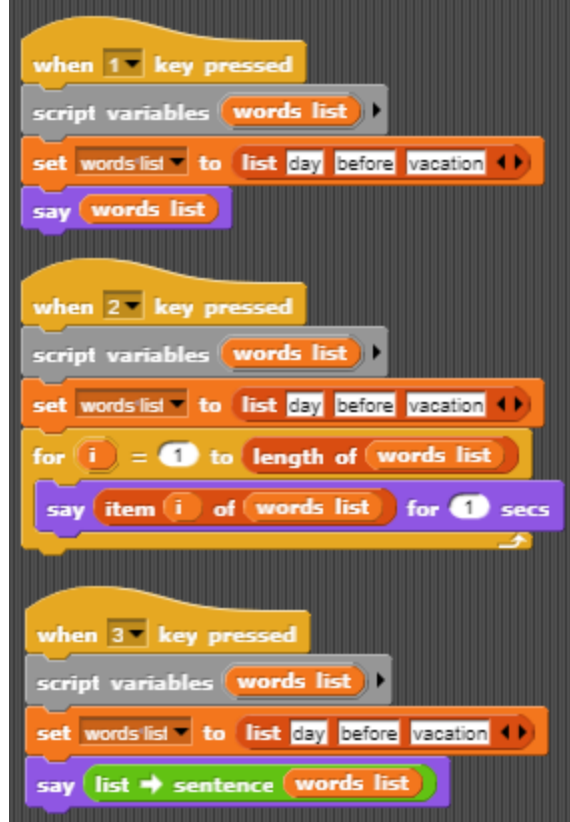 when 1 key pressed
script variables words list
set words list to list day before vacation
say words list
when 2 key pressed
script variables words list
set words list to list day before vacation
for i = 1 to length of words list
say item i of words list for 1 secs
when 3 key pressed
script variables words list
set words list to list day before vacation
say list ➔ sentence words list